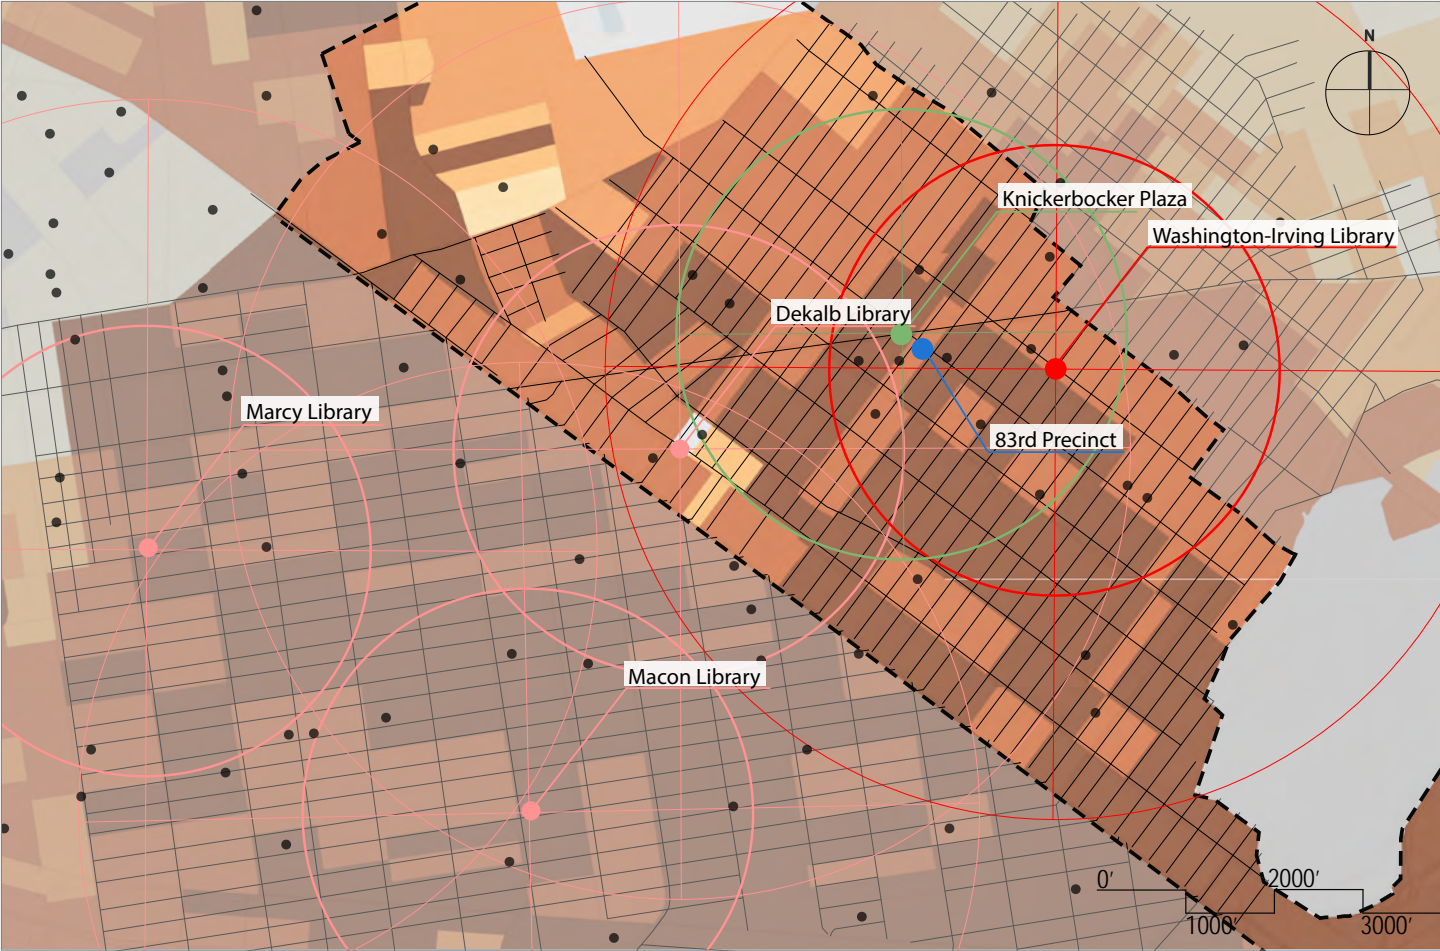 N
Knickerbocker Plaza
Washington-Irving Library
Dekalb Library
Marcy Library
83rd Precinct
Macon Library
0' 2000'
1000' 3000'